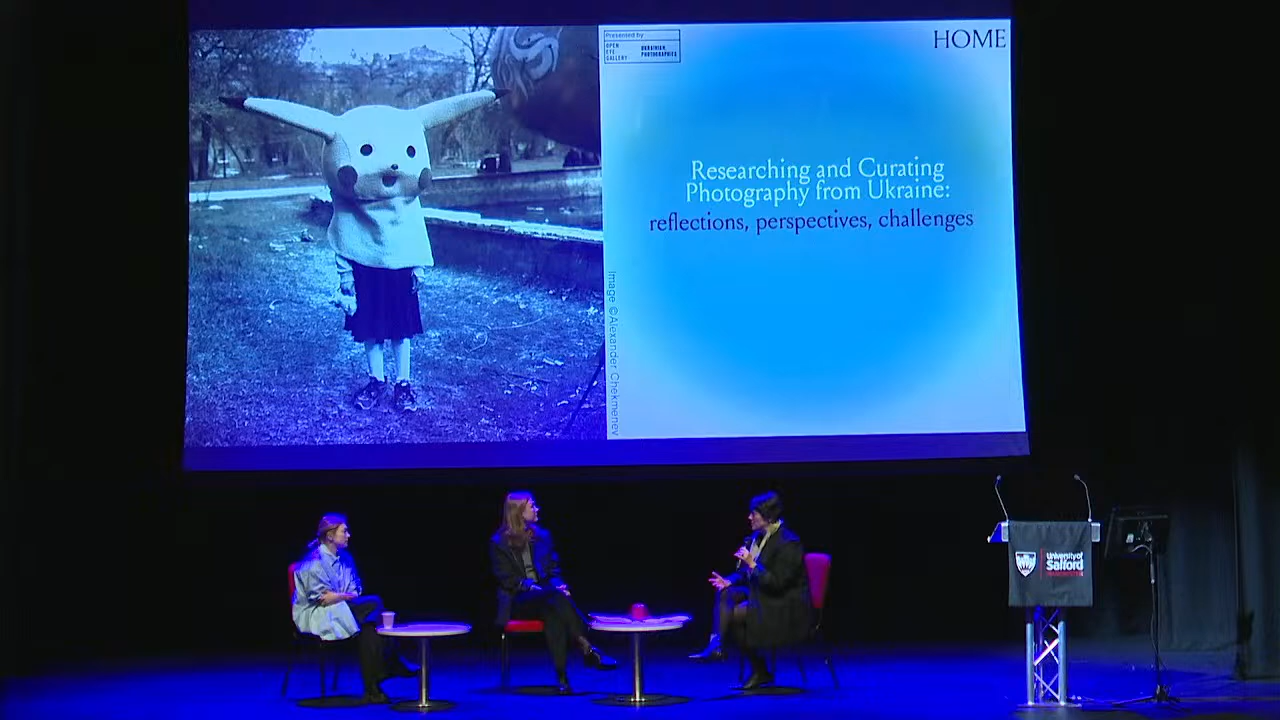 Presented by
OPEN
EYE
GALLERY
UKRAINIAN
PHOTOGRAPHIES
HOME
Researching and Curating
Photography from Ukraine:
reflections, perspectives, challenges
Image ©Alexander Chekmenev
University of
Salford